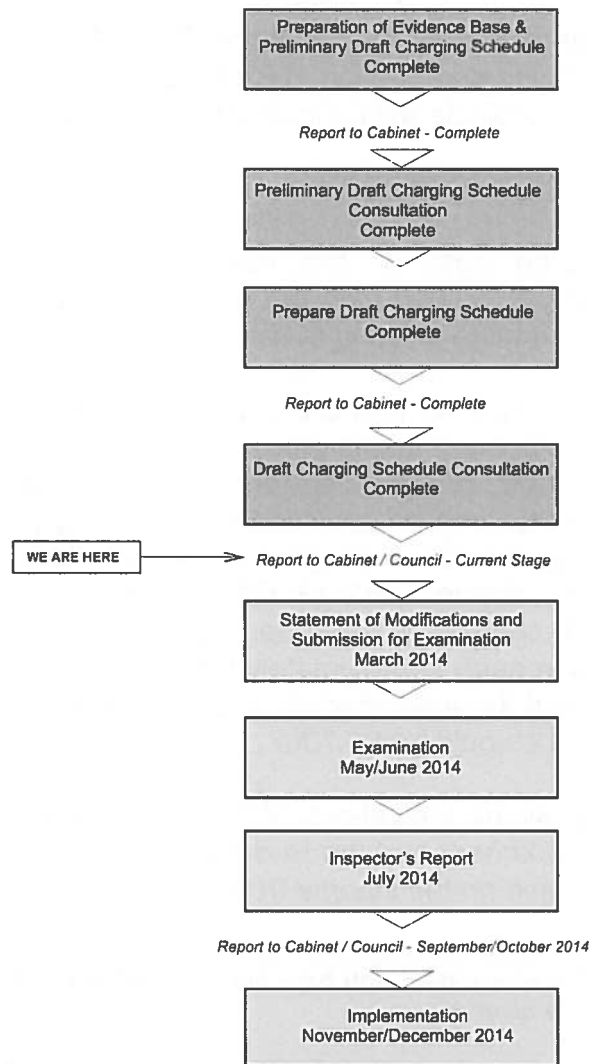 Preparation of Evidence Base &
Preliminary Draft Charging Schedule
Complete
Report to Cabinet - Complete
Preliminary Draft Charging Schedule
Consultation
Complete
Prepare Draft Charging Schedule
Complete
Report to Cabinet - Complete
Draft Charging Schedule Consultation
Complete
WE ARE HERE
Report to Cabinet / Council - Current Stage
Statement of Modifications and
Submission for Examination
March 2014
Examination
May/June 2014
Inspector's Report
July 2014
Report to Cabinet / Council - September/October 2014
Implementation
November/December 2014